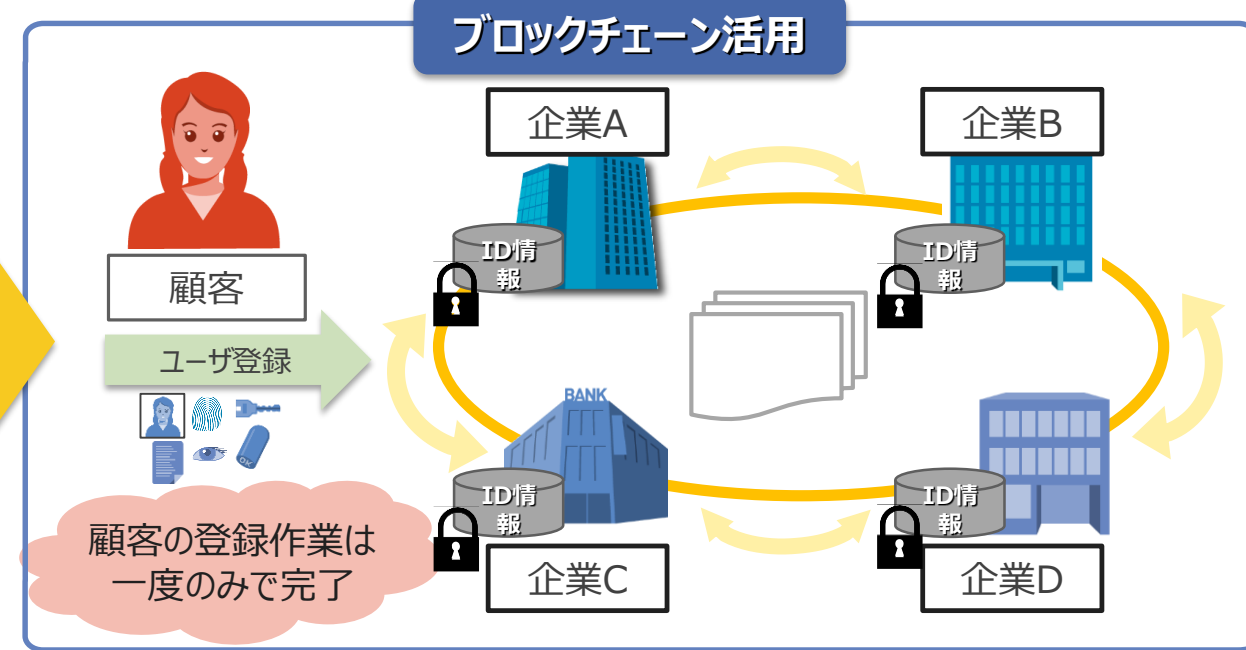 ブロックチェーン活用
企業A
企業B
ID情
報
ID情
報
顧客
ユーザ登録
OK
BANK
ID情
報
ID情
報
顧客の登録作業は
一度のみで完了
企業C
企業D